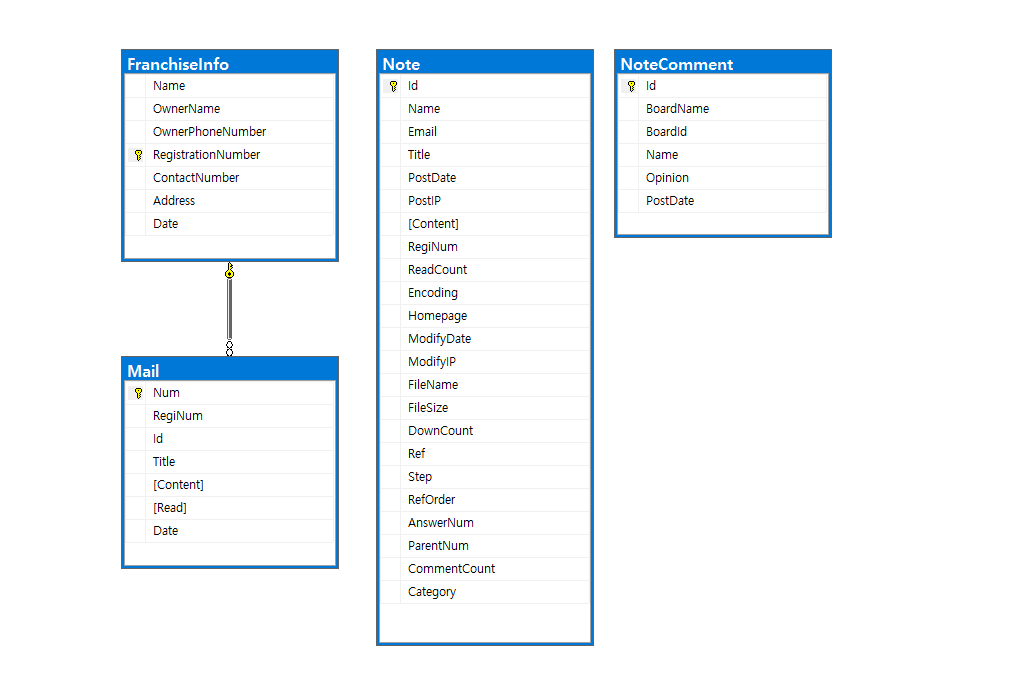 FranchiseInfo
Name
OwnerName
OwnerPhoneNumber
RegistrationNumber
ContactNumber
Address
Date
Mail
Num
RegiNum
Id
Title
[Content]
[Read]
Date
Note
Id
Name
Email
Title
PostDate
PostIP
[Content]
RegiNum
ReadCount
Encoding
Homepage
ModifyDate
ModifyIP
FileName
FileSize
DownCount
Ref
Step
RefOrder
AnswerNum
ParentNum
CommentCount
Category
NoteComment
Id
BoardName
BoardId
Name
Opinion
PostDate